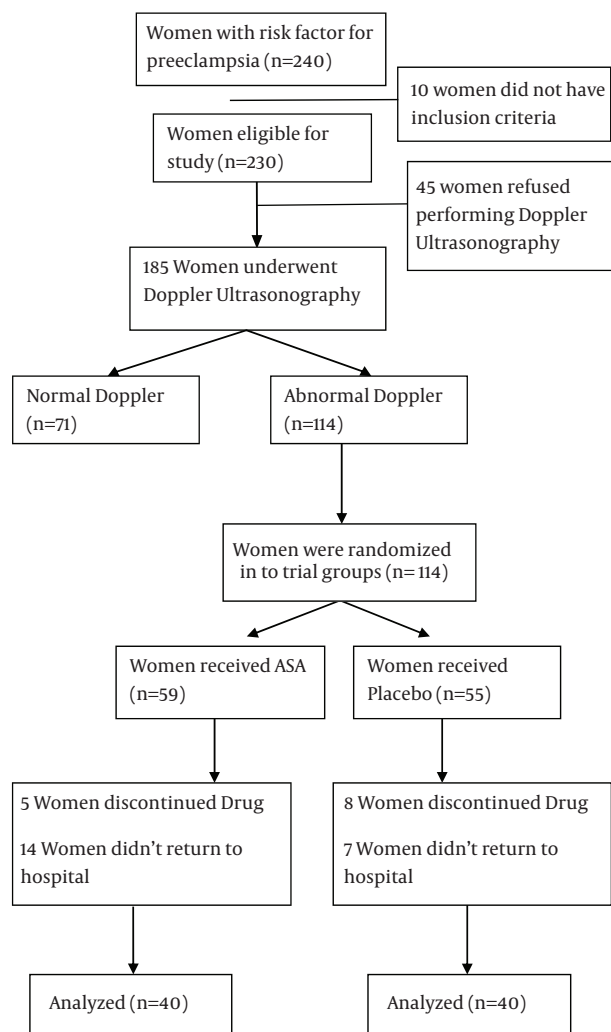 Women with risk factor for
preeclampsia (n=240)
10 women did not have
inclusion criteria
Women eligible for
study (n=230)
45 women refused
performing Doppler
Ultrasonography
185 Women underwent
Doppler Ultrasonography
Normal Doppler
(n=71)
Abnormal Doppler
(n=114)
Women were randomized
in to trial groups (n= 114)
Women received ASA
(n=59)
Women received
Placebo (n=55)
5 Women discontinued Drug
14 Women didn't return to
hospital
8 Women discontinued Drug
7 Women didn't return to
hospital
Analyzed (n=40)
Analyzed (n=40)